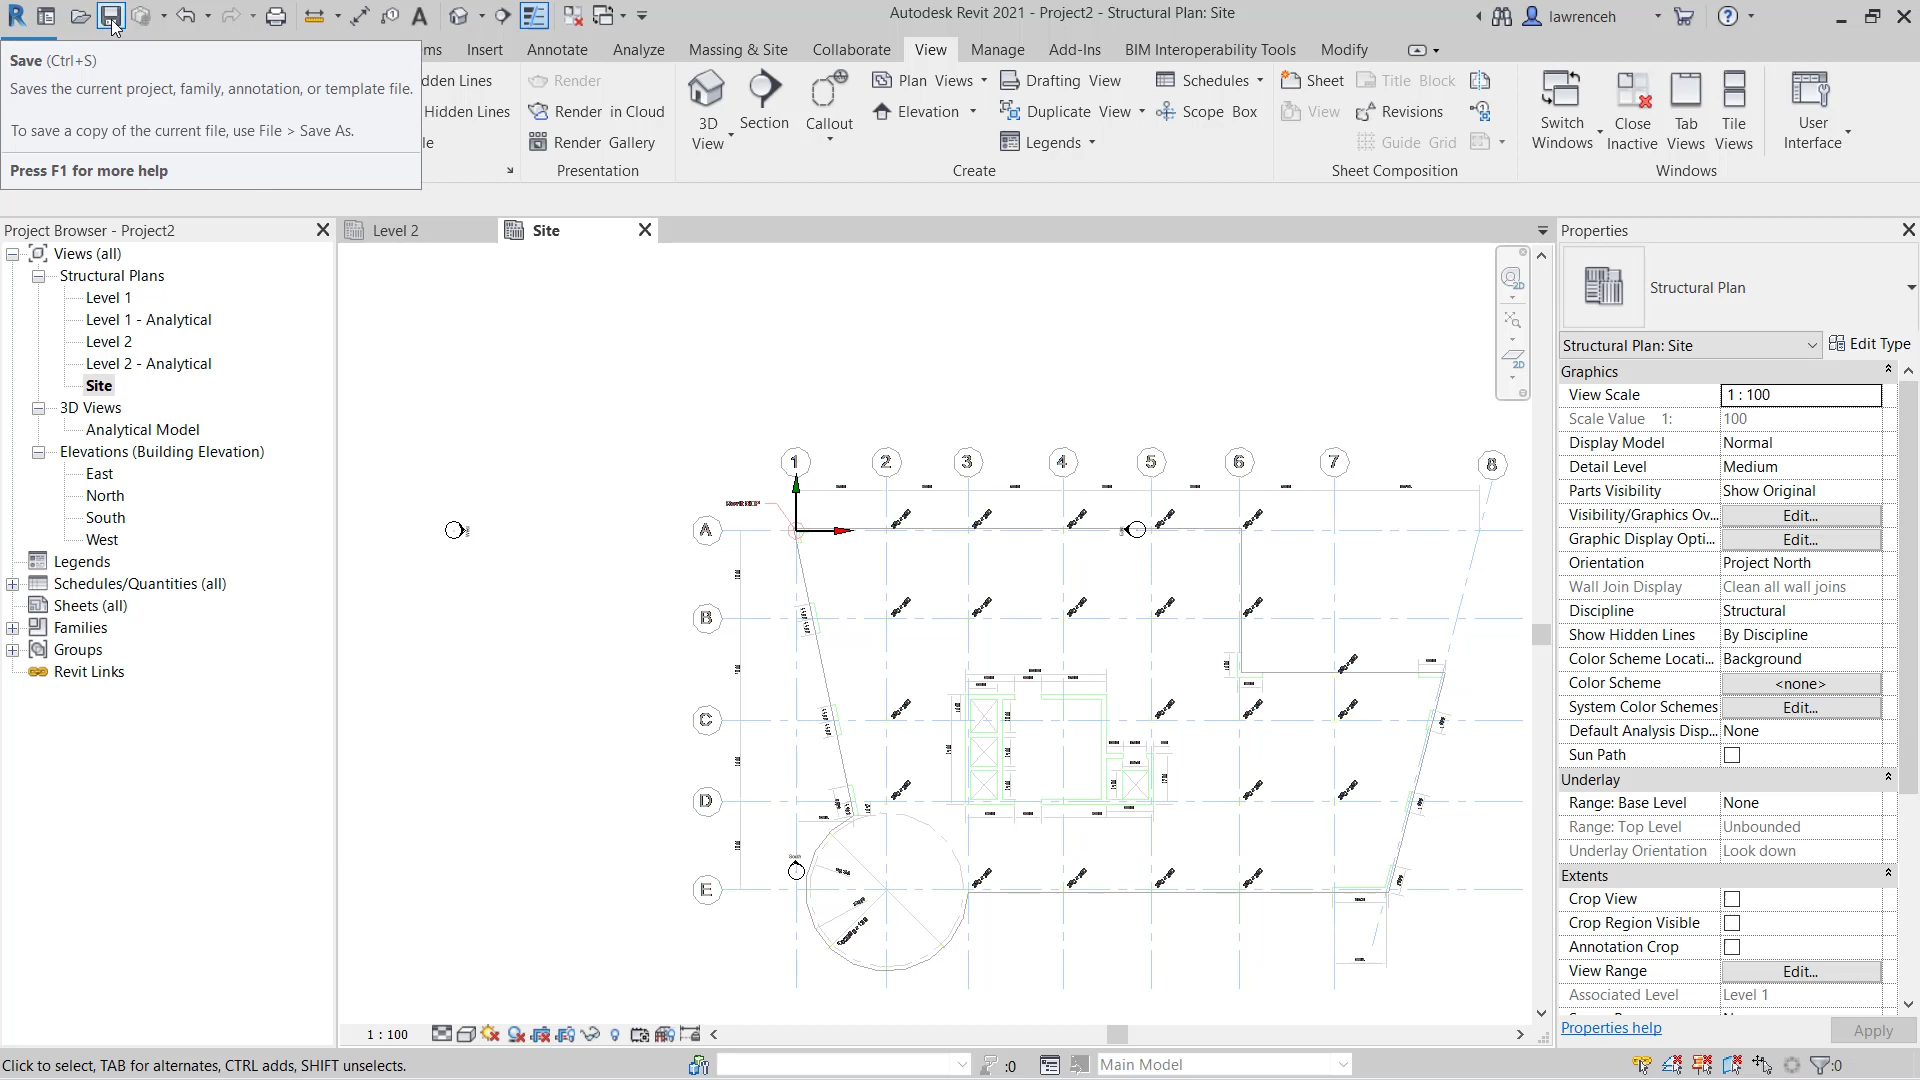 Autodesk Revit 2021 - Project2 - Structural Plan: Site
lawrenceh
Save (Ctrl+S)
Saves the current project, family, annotation, or template file.
To save a copy of the current file, use File > Save As.
Press F1 for more help
Insert
Annotate
Analyze
Massing & Site
Collaborate
View
Manage
Add-Ins
BIM Interoperability Tools
Modify
Hidden Lines
Render
Render in Cloud
Render Gallery
Presentation
3D View
Section
Callout
Plan Views
Elevation
Drafting View
Duplicate View
Legends
Schedules
Scope Box
Create
Sheet
View
Title Block
Revisions
Guide Grid
Sheet Composition
Switch Windows
Close Inactive
Tab Views
Tile Views
Windows
User Interface
Project Browser - Project2
Views (all)
Structural Plans
Level 1
Level 1 - Analytical
Level 2
Level 2 - Analytical
Site
3D Views
Analytical Model
Elevations (Building Elevation)
East
North
South
West
Legends
Schedules/Quantities (all)
Sheets (all)
Families
Groups
Revit Links
Level 2
Site
2D
2D
1
2
3
4
5
6
7
8
A
B
C
D
E
Properties
Structural Plan
Structural Plan: Site
Edit Type
Graphics
View Scale 1 : 100
Scale Value 1: 100
Display Model Normal
Detail Level Medium
Parts Visibility Show Original
Visibility/Graphics Ov... Edit...
Graphic Display Opti... Edit...
Orientation Project North
Wall Join Display Clean all wall joins
Discipline Structural
Show Hidden Lines By Discipline
Color Scheme Locati... Background
Color Scheme <none>
System Color Schemes Edit...
Default Analysis Disp... None
Sun Path
Underlay
Range: Base Level None
Range: Top Level Unbounded
Underlay Orientation Look down
Extents
Crop View
Crop Region Visible
Annotation Crop
View Range Edit...
Associated Level Level 1
Properties help
Apply
1 : 100
Click to select, TAB for alternates, CTRL adds, SHIFT unselects.
:0
Main Model
:0